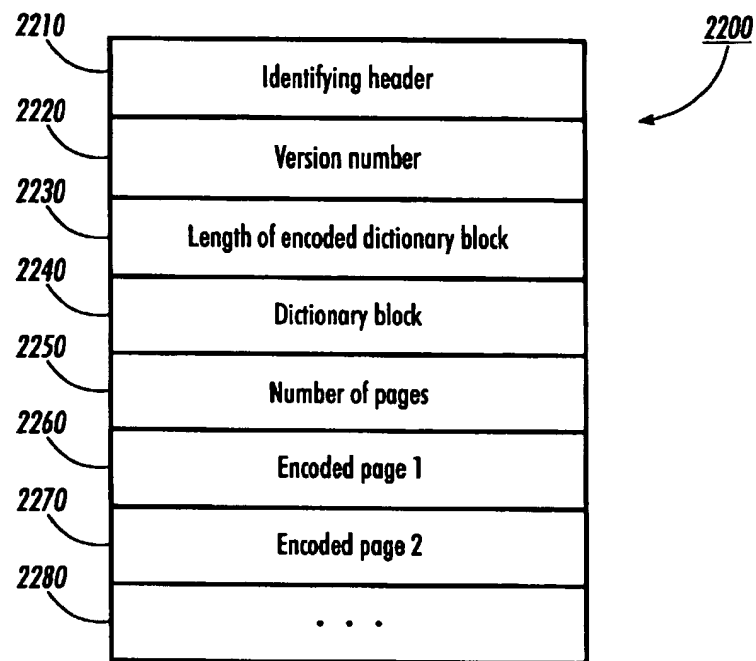 2200
2210
Identifying header
2220
Version number
2230
Length of encoded dictionary block
2240
Dictionary block
2250
Number of pages
2260
Encoded page 1
2270
Encoded page 2
2280
. . .